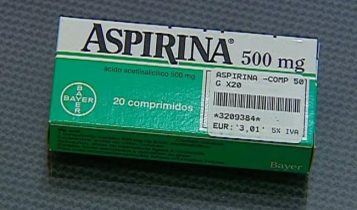 ASPIRINA® 500 mg
ácido acetilsalicílico 500 mg
ASPIRINA -COMP 50
G X20
BAYER
BAYER
20 comprimidos
*3209384*
EUR: '3,01' 5% IVA
Bayer